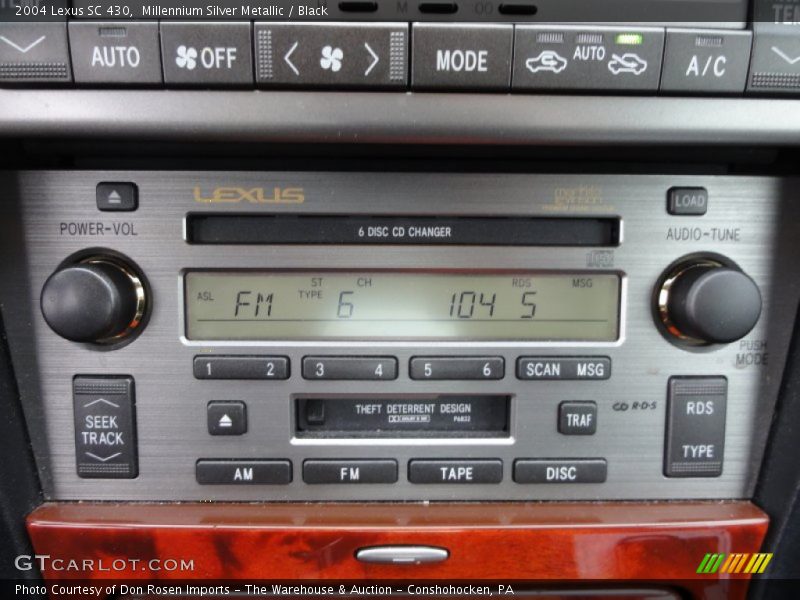 2004 Lexus SC 430,  Millennium Silver Metallic / Black
AUTO OFF MODE AUTO A/C
LEXUS
LOAD
POWER-VOL 6 DISC CD CHANGER AUDIO-TUNE
ST CH RDS MSG
ASL FM TYPE 6 104 5
PUSH
MODE
1 2 3 4 5 6 SCAN MSG
SEEK
TRACK
THEFT DETERRENT DESIGN
P6832
TRAF
RDS
TYPE
AM FM TAPE DISC
GTCARLOT.COM
Photo Courtesy of Don Rosen Imports - The Warehouse & Auction - Conshohocken, PA